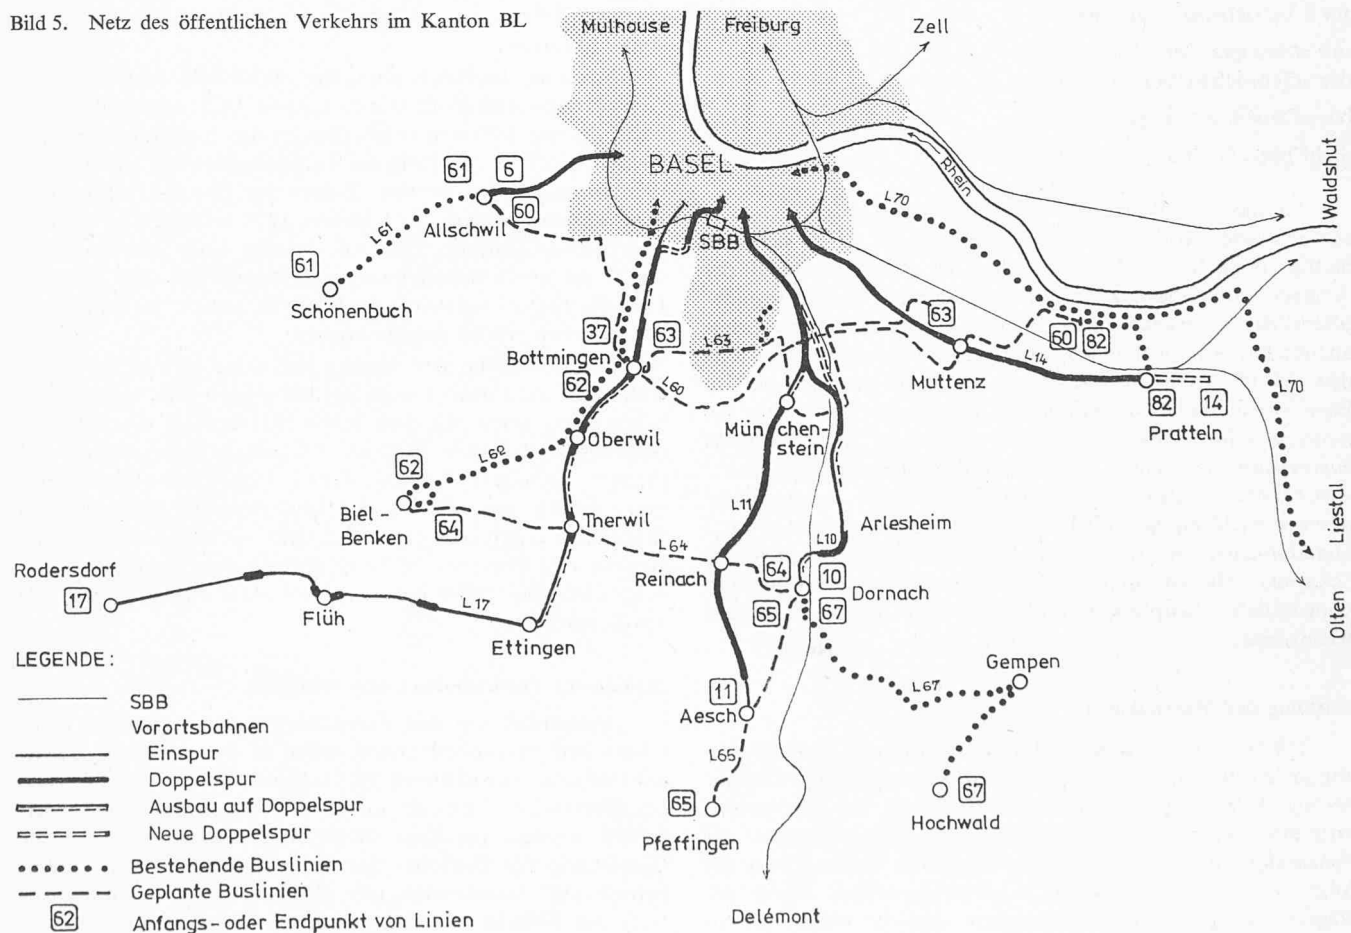 Bild 5. Netz des öffentlichen Verkehrs im Kanton BL
Mulhouse
Freiburg
Zell
BASEL
Rhein
Waldshut
61
6
60
L70
Allschwil
L61
SBB
61
Schönenbuch
37
63
63
60
82
Bottmingen
L63
L14
L70
62
L60
Muttenz
82
14
Pratteln
Oberwil
München-
stein
62
L62
Biel-
Benken
64
Therwil
L11
Arlesheim
L10
Liestal
L64
Rodersdorf
Reinach
64
10
17
65
67
Dornach
Flüh
L17
Ettingen
Olten
Gempen
L67
11
Aesch
L65
65
67
Hochwald
Pfeffingen
Delémont
LEGENDE:
SBB
Vorortsbahnen
Einspur
Doppelspur
Ausbau auf Doppelspur
Neue Doppelspur
Bestehende Buslinien
Geplante Buslinien
62 Anfangs- oder Endpunkt von Linien